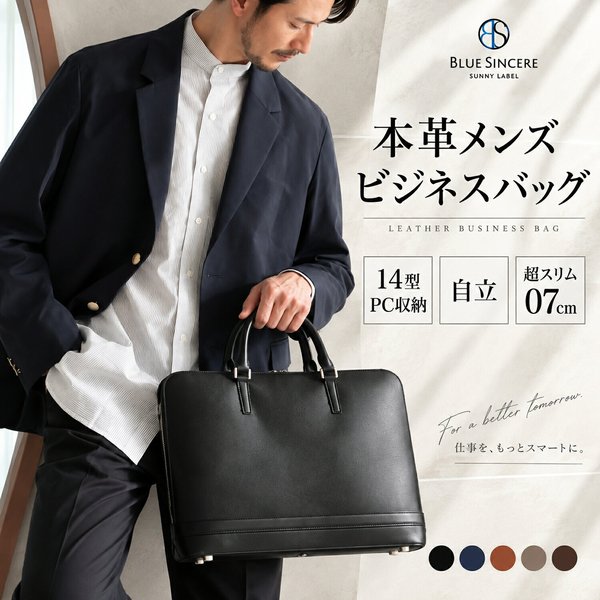 BS
BLUE SINCERE
SUNNY LABEL
本革メンズ
ビジネスバッグ
LEATHER BUSINESS BAG
14型
PC収納
自立
超スリム
07cm
For a better tomorrow.
仕事を、もっとスマートに。